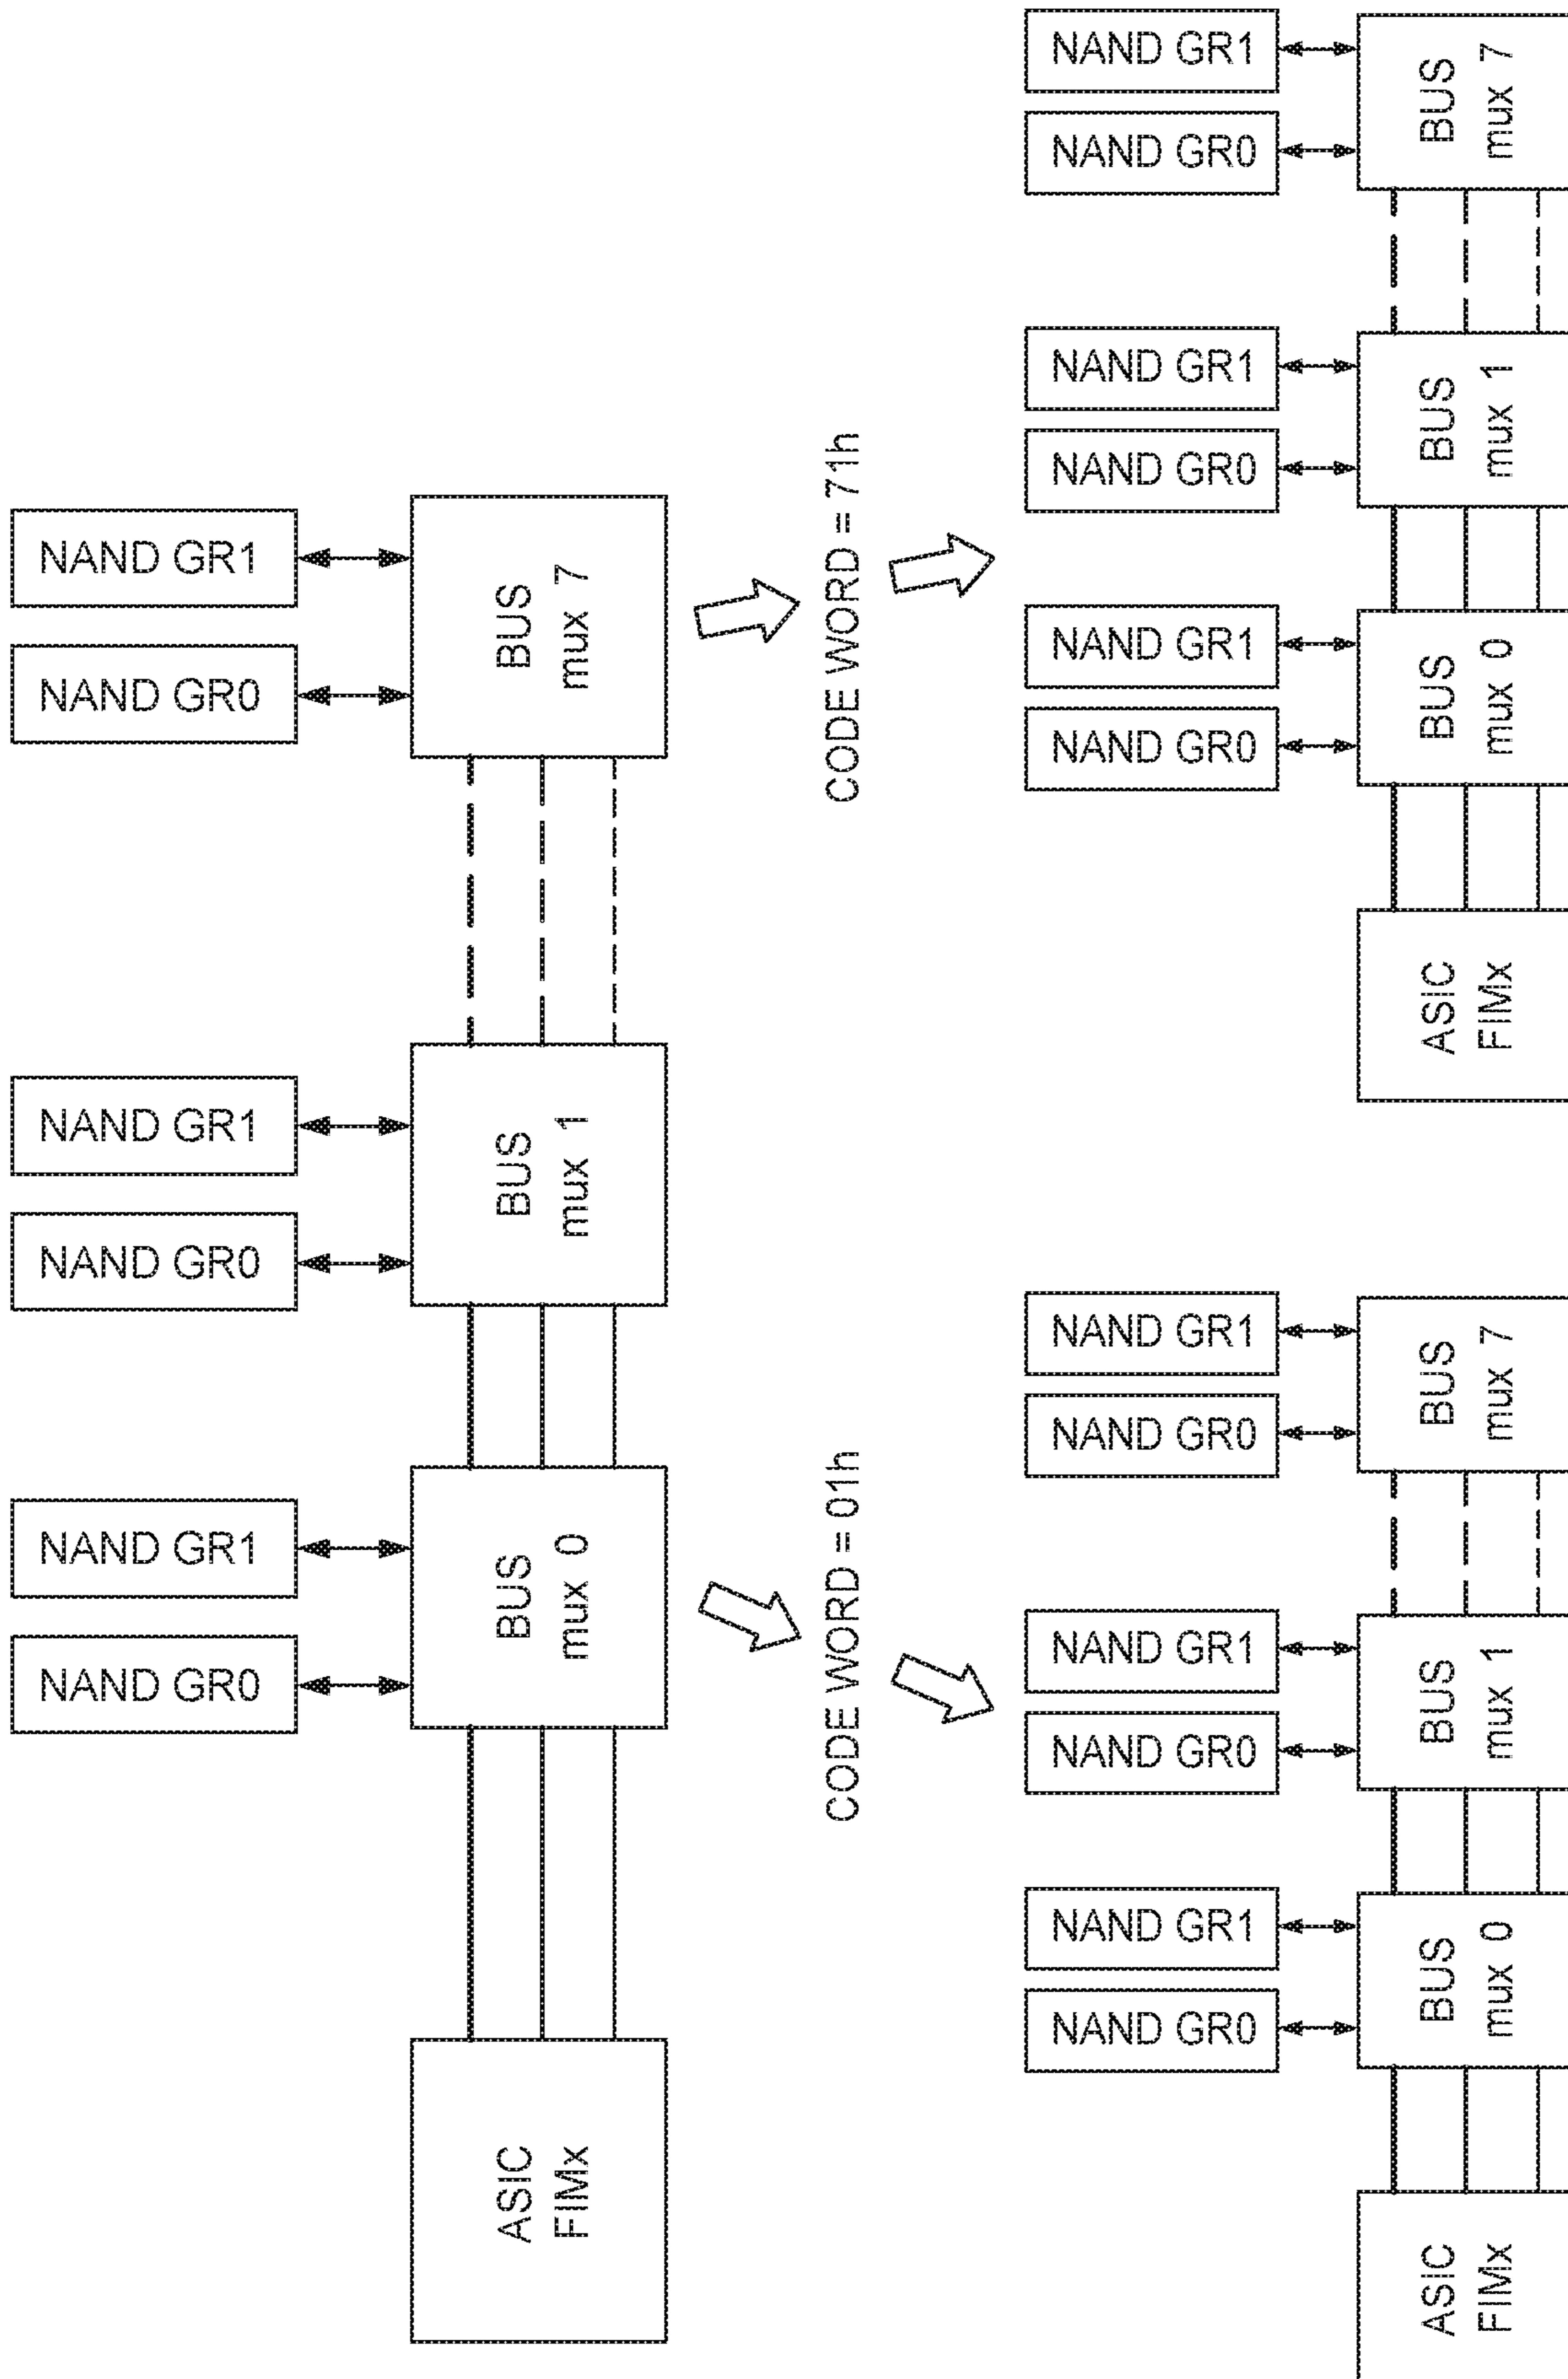 NAND GR1
NAND GR0
BUS
mux 7
NAND GR1
NAND GR0
BUS
mux 1
NAND GR1
NAND GR0
BUS
mux 0
ASIC
FIMx
CODE WORD = 71h
CODE WORD = 01h
NAND GR1
NAND GR0
BUS
mux 7
NAND GR1
NAND GR0
BUS
mux 1
NAND GR1
NAND GR0
BUS
mux 0
ASIC
FIMx
NAND GR1
NAND GR0
BUS
mux 7
NAND GR1
NAND GR0
BUS
mux 1
NAND GR1
NAND GR0
BUS
mux 0
ASIC
FIMx